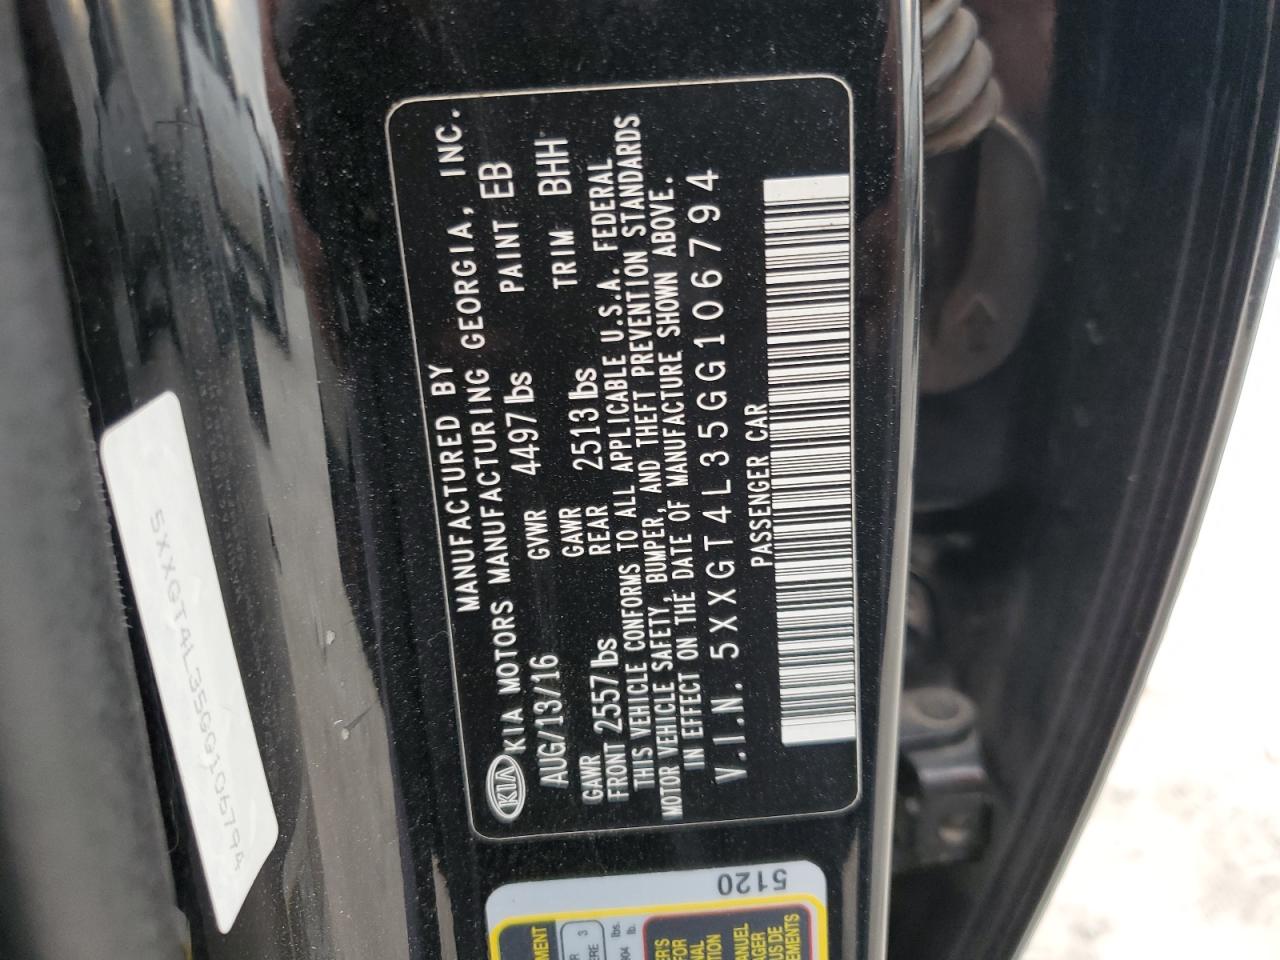 MANUFACTURED BY
KIA KIA MOTORS MANUFACTURING GEORGIA, INC.
AUG/13/16 GVWR 4497 lbs PAINT EB
GAWR FRONT 2557 lbs GAWR REAR 2513 lbs TRIM BHH
THIS VEHICLE CONFORMS TO ALL APPLICABLE U.S.A. FEDERAL
MOTOR VEHICLE SAFETY, BUMPER, AND THEFT PREVENTION STANDARDS
IN EFFECT ON THE DATE OF MANUFACTURE SHOWN ABOVE.
V.I.N. 5XXGT4L35GG106794
PASSENGER CAR
5XXGT4L35GG106794
5120